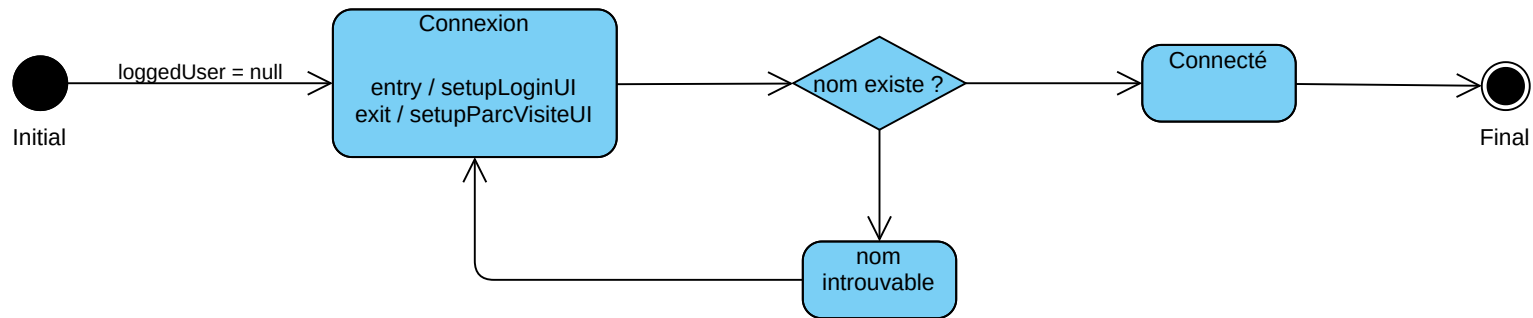 Connexion
loggedUser = null
entry / setupLoginUI
exit / setupParcVisiteUI
nom existe ?
Connecté
Initial
Final
nom
introuvable